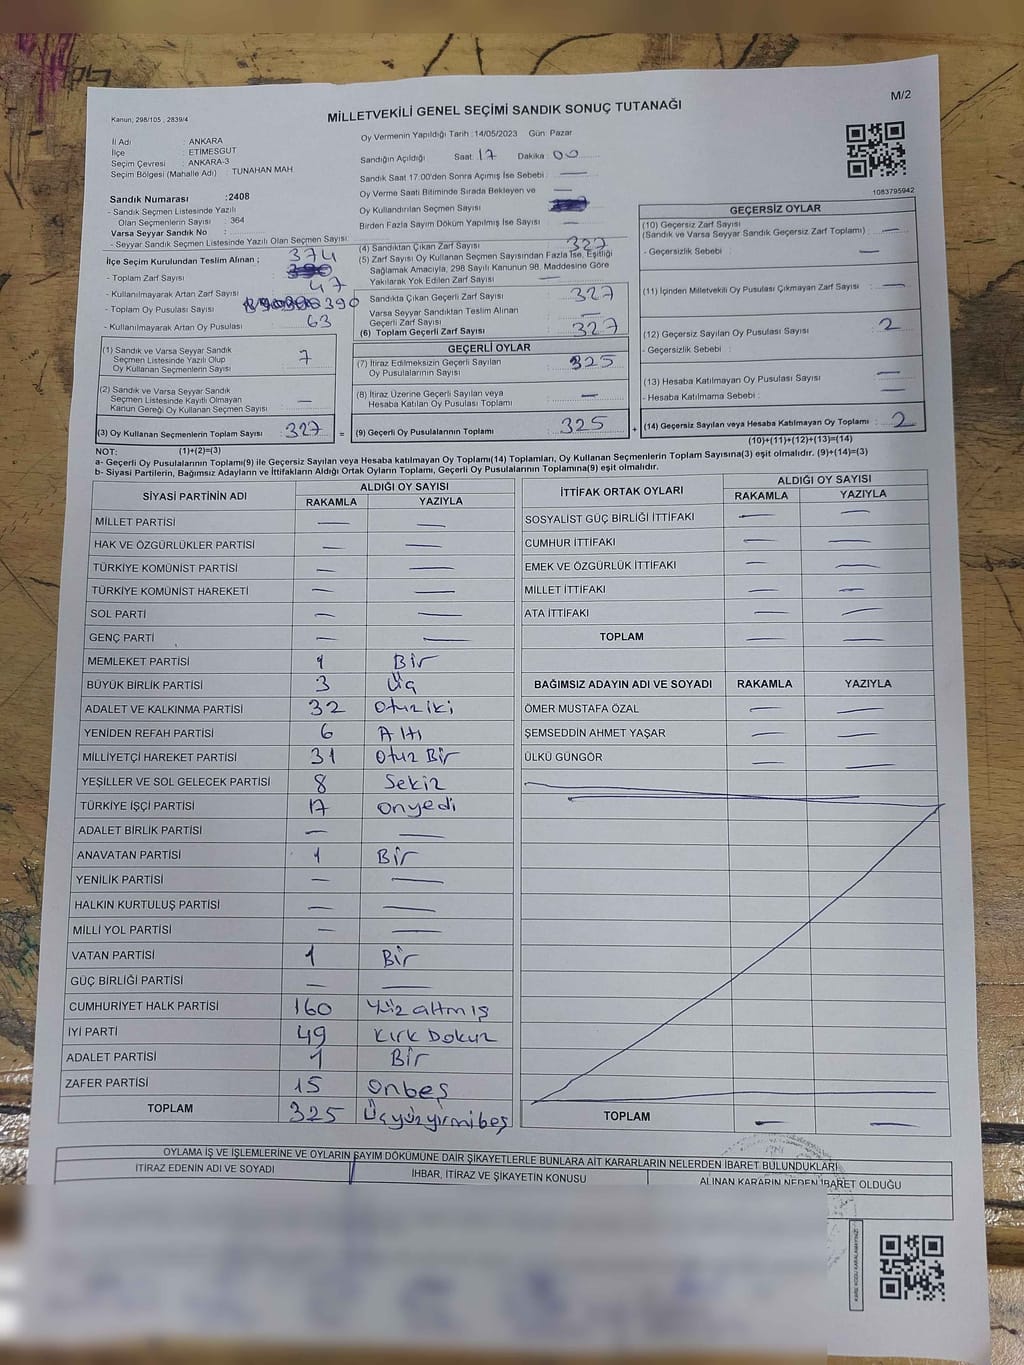 M/2
MİLLETVEKİLİ GENEL SEÇİMİ SANDIK SONUÇ TUTANAĞI
Kanun; 298/105 , 2839/4
İl Adı : ANKARA
İlçe : ETİMESGUT
Seçim Çevresi : ANKARA-3
Seçim Bölgesi (Mahalle Adı) : TUNAHAN MAH
Sandık Numarası :2408
- Sandık Seçmen Listesinde Yazılı
Olan Seçmenlerin Sayısı : 364
Varsa Seyyar Sandık No :
- Seyyar Sandık Seçmen Listesinde Yazılı Olan Seçmen Sayısı:
İlçe Seçim Kurulundan Teslim Alınan ;
- Toplam Zarf Sayısı : 374
- Kullanılmayarak Artan Zarf Sayısı : 47
- Toplam Oy Pusulası Sayısı : 390
- Kullanılmayarak Artan Oy Pusulası : 63
(1) Sandık ve Varsa Seyyar Sandık
Seçmen Listesinde Yazılı Olup
Oy Kullanan Seçmenlerin Sayısı : 7
(2) Sandık ve Varsa Seyyar Sandık
Seçmen Listesinde Kayıtlı Olmayan
Kanun Gereği Oy Kullanan Seçmen Sayısı : —
(3) Oy Kullanan Seçmenlerin Toplam Sayısı : 327 =
Oy Vermenin Yapıldığı Tarih :14/05/2023 Gün: Pazar
Sandığın Açıldığı Saat: 17 Dakika: 00
Sandık Saat 17:00'den Sonra Açımış İse Sebebi : —
Oy Verme Saati Bitiminde Sırada Bekleyen ve —
Oy Kullandırılan Seçmen Sayısı :
Birden Fazla Sayım Döküm Yapılmış İse Sayısı : —
(4) Sandıktan Çıkan Zarf Sayısı : 327
(5) Zarf Sayısı Oy Kullanan Seçmen Sayısından Fazla İse, Eşitliği
Sağlamak Amacıyla, 298 Sayılı Kanunun 98. Maddesine Göre
Yakılarak Yok Edilen Zarf Sayısı : —
Sandıkta Çıkan Geçerli Zarf Sayısı : 327
Varsa Seyyar Sandıktan Teslim Alınan
Geçerli Zarf Sayısı : —
(6) Toplam Geçerli Zarf Sayısı : 327
GEÇERLİ OYLAR
(7) İtiraz Edilmeksizin Geçerli Sayılan
Oy Pusulalarının Sayısı : 325
(8) İtiraz Üzerine Geçerli Sayılan veya
Hesaba Katılan Oy Pusulası Toplamı : —
(9) Geçerli Oy Pusulalarının Toplamı : 325 +
1083795942
GEÇERSİZ OYLAR
(10) Geçersiz Zarf Sayısı
(Sandık ve Varsa Seyyar Sandık Geçersiz Zarf Toplamı) : —
- Geçersizlik Sebebi : —
(11) İçinden Milletvekili Oy Pusulası Çıkmayan Zarf Sayısı : —
(12) Geçersiz Sayılan Oy Pusulası Sayısı : 2
- Geçersizlik Sebebi :
(13) Hesaba Katılmayan Oy Pusulası Sayısı : —
- Hesaba Katılmama Sebebi : —
(14) Geçersiz Sayılan veya Hesaba Katılmayan Oy Toplamı : 2
(10)+(11)+(12)+(13)=(14)
NOT: (1)+(2)=(3)
a- Geçerli Oy Pusulalarının Toplamı(9) ile Geçersiz Sayılan veya Hesaba katılmayan Oy Toplamı(14) Toplamları, Oy Kullanan Seçmenlerin Toplam Sayısına(3) eşit olmalıdır. (9)+(14)=(3)
b- Siyasi Partilerin, Bağımsız Adayların ve İttifakların Aldığı Ortak Oyların Toplamı, Geçerli Oy Pusulalarının Toplamına(9) eşit olmalıdır.
SİYASİ PARTİNİN ADI ALDIĞI OY SAYISI
RAKAMLA YAZIYLA
MİLLET PARTİSİ — —
HAK VE ÖZGÜRLÜKLER PARTİSİ — —
TÜRKİYE KOMÜNİST PARTİSİ — —
TÜRKİYE KOMÜNİST HAREKETİ — —
SOL PARTİ — —
GENÇ PARTİ — —
MEMLEKET PARTİSİ 1 Bir
BÜYÜK BİRLİK PARTİSİ 3 Üç
ADALET VE KALKINMA PARTİSİ 32 Otuziki
YENİDEN REFAH PARTİSİ 6 Altı
MİLLİYETÇİ HAREKET PARTİSİ 31 Otuz Bir
YEŞİLLER VE SOL GELECEK PARTİSİ 8 Sekiz
TÜRKİYE İŞÇİ PARTİSİ 17 Onyedi
ADALET BİRLİK PARTİSİ — —
ANAVATAN PARTİSİ 1 Bir
YENİLİK PARTİSİ — —
HALKIN KURTULUŞ PARTİSİ — —
MİLLİ YOL PARTİSİ — —
VATAN PARTİSİ 1 Bir
GÜÇ BİRLİĞİ PARTİSİ — —
CUMHURİYET HALK PARTİSİ 160 Yüz altmış
İYİ PARTİ 49 Kırk Dokuz
ADALET PARTİSİ 1 Bir
ZAFER PARTİSİ 15 Onbeş
TOPLAM 325 Üçyüzyirmibeş
İTTİFAK ORTAK OYLARI ALDIĞI OY SAYISI
RAKAMLA YAZIYLA
SOSYALİST GÜÇ BİRLİĞİ İTTİFAKI — —
CUMHUR İTTİFAKI — —
EMEK VE ÖZGÜRLÜK İTTİFAKI — —
MİLLET İTTİFAKI — —
ATA İTTİFAKI — —
TOPLAM — —
BAĞIMSIZ ADAYIN ADI VE SOYADI RAKAMLA YAZIYLA
ÖMER MUSTAFA ÖZAL — —
ŞEMSEDDİN AHMET YAŞAR — —
ÜLKÜ GÜNGÖR — —
TOPLAM — —
OYLAMA İŞ VE İŞLEMLERİNE VE OYLARIN SAYIM DÖKÜMÜNE DAİR ŞİKAYETLERLE BUNLARA AİT KARARLARIN NELERDEN İBARET BULUNDUKLARI
İTİRAZ EDENİN ADI VE SOYADI İHBAR, İTİRAZ VE ŞİKAYETİN KONUSU ALINAN KARARIN NEDEN İBARET OLDUĞU